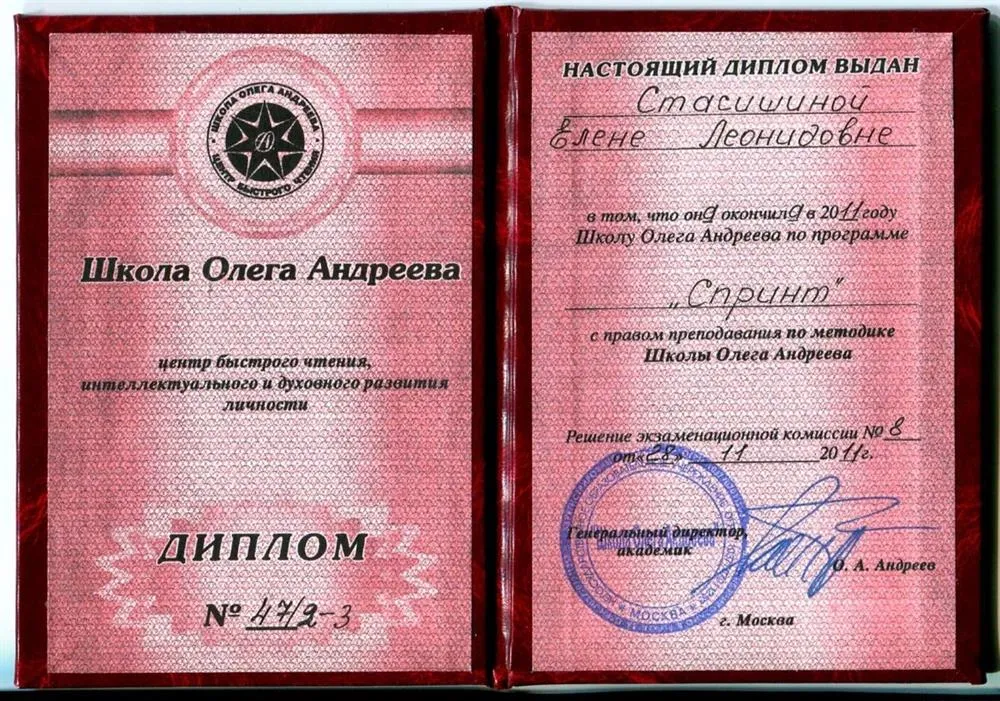 ШКОЛА ОЛЕГА АНДРЕЕВА
ЦЕНТР БЫСТРОГО ЧТЕНИЯ
Школа Олега Андреева
центр быстрого чтения,
интеллектуального и духовного развития
личности
ДИПЛОМ
№ 47/2-3
НАСТОЯЩИЙ ДИПЛОМ ВЫДАН
Стасишиной
Елене Леонидовне
в том, что она окончила в 2011 году
Школу Олега Андреева по программе
„Спринт"
с правом преподавания по методике
Школы Олега Андреева
Решение экзаменационной комиссии № 8
от «28» 11 2011 г.
Генеральный директор,
академик
О. А. Андреев
МОСКВА
г. Москва